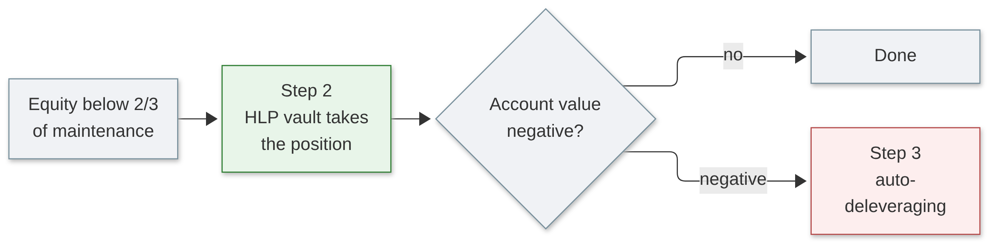 Equity below 2/3
of maintenance
Step 2
HLP vault takes
the position
Account value
negative?
no
negative
Done
Step 3
auto-
deleveraging